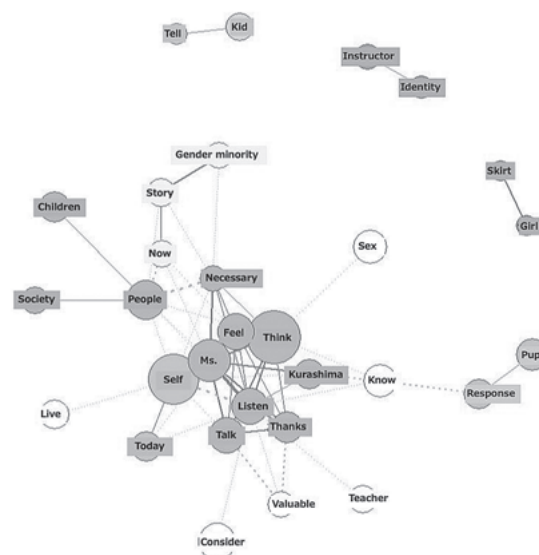 Tell
Kid
Instructor
Identity
Gender minority
Skirt
Story
Children
Girl
Sex
Now
Necessary
Society
People
Feel
Think
Ms.
Pup
Self
Kurashima
Know
Response
Live
Listen
Today
Talk
Thanks
Valuable
Teacher
Consider